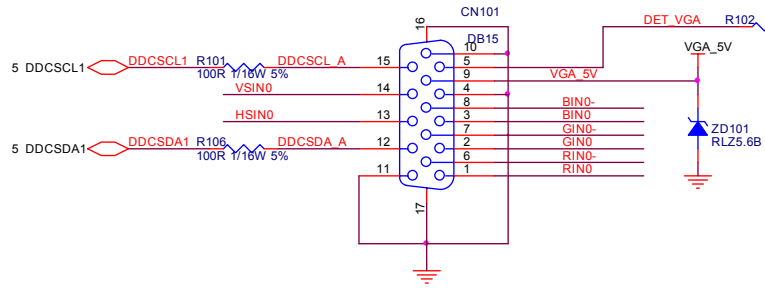 CN101
16
DET_VGA R102
10
DB15
VGA_5V
5 DDCSCL1 DDCSCL1 R101 DDCSCL_A 15 5
100R 1/16W 5%
9 VGA_5V
VSIN0 14 4
8 BIN0-
HSIN0 13 3 BIN0
7 GIN0-
ZD101
RLZ5.6B
5 DDCSDA1 DDCSDA1 R106 DDCSDA_A 12 2 GIN0
100R 1/16W 5%
6 RIN0-
11 1 RIN0
17